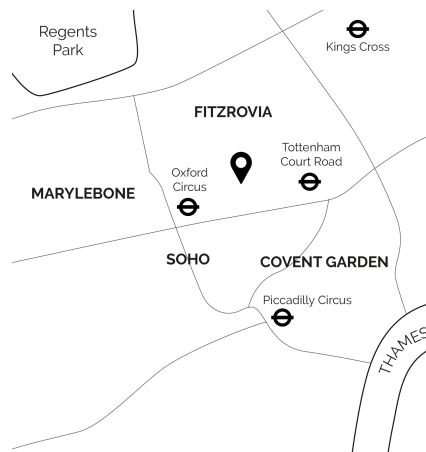 Regents
Park
Kings Cross
FITZROVIA
Tottenham
Court Road
Oxford
Circus
MARYLEBONE
SOHO
COVENT GARDEN
Piccadilly Circus
THAMES